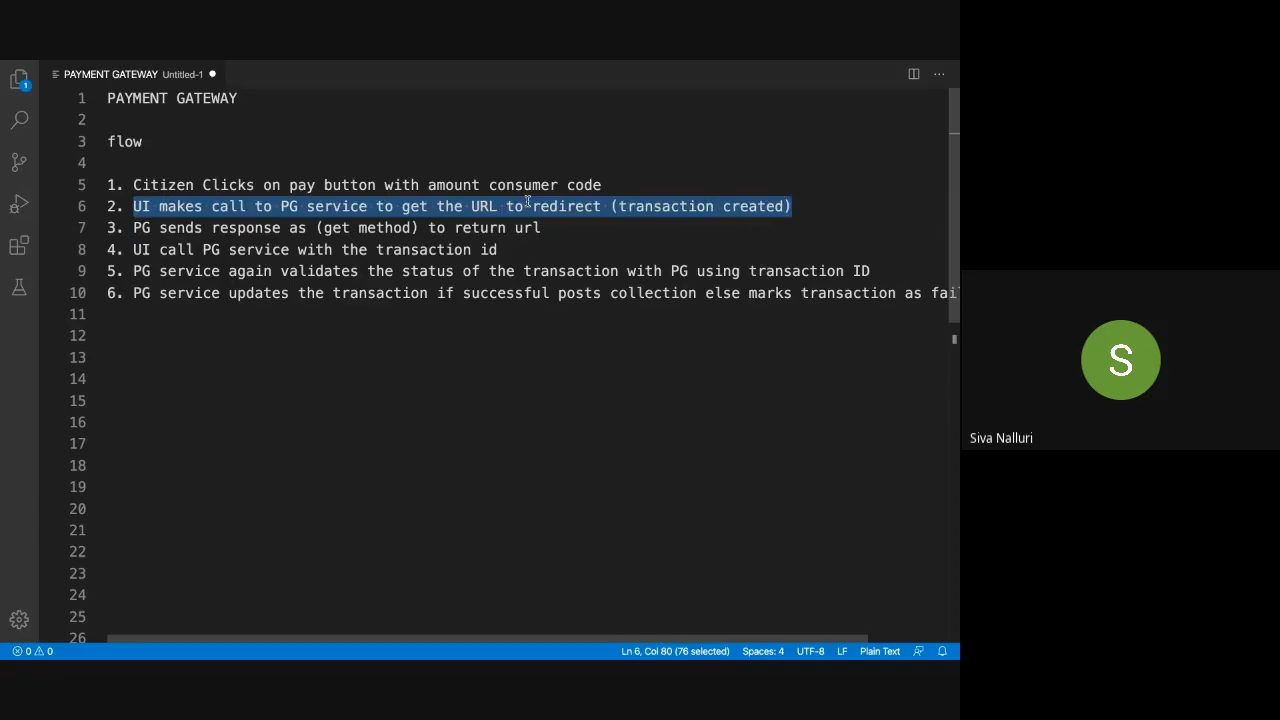 PAYMENT GATEWAY Untitled-1
1 PAYMENT GATEWAY
2
3 flow
4
5 1. Citizen Clicks on pay button with amount consumer code
6 2. UI makes call to PG service to get the URL to redirect (transaction created)
7 3. PG sends response as (get method) to return url
8 4. UI call PG service with the transaction id
9 5. PG service again validates the status of the transaction with PG using transaction ID
10 6. PG service updates the transaction if successful posts collection else marks transaction as fai
11
12
13
14
15
16
17
18
19
20
21
22
23
24
25
26
1
S
Siva Nalluri
0 0 Ln 6, Col 80 (76 selected) Spaces: 4 UTF-8 LF Plain Text